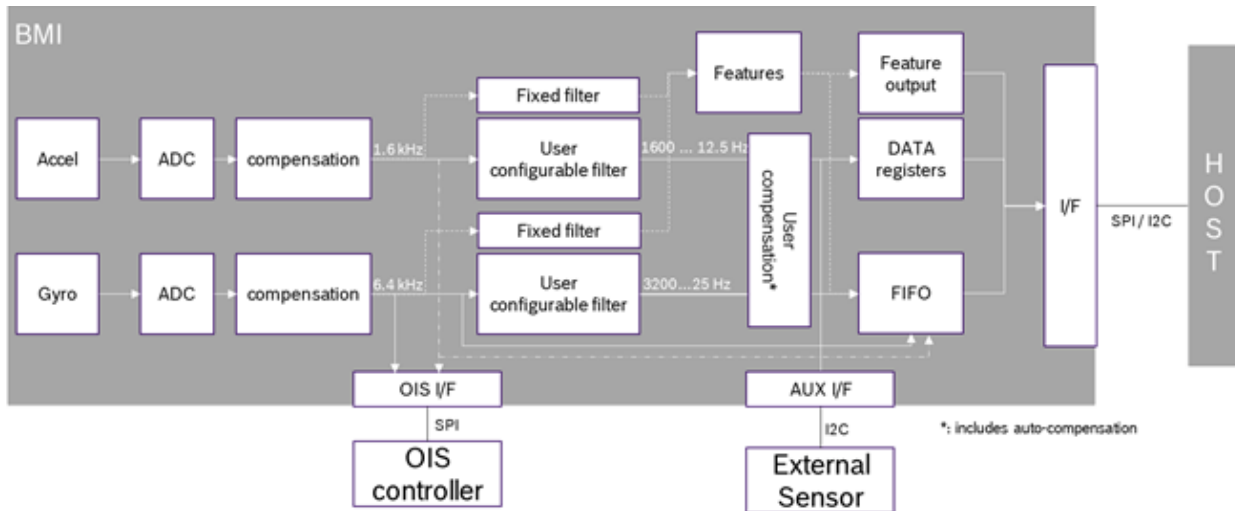 BMI
Features
Feature
output
Fixed filter
Accel
ADC
compensation
1.6 kHz
User
configurable filter
1600 ... 12.5 Hz
User
compensation*
DATA
registers
I/F
SPI / I2C
HOST
Fixed filter
Gyro
ADC
compensation
6.4 kHz
User
configurable filter
3200...25 Hz
FIFO
OIS I/F
AUX I/F
SPI
I2C
*: includes auto-compensation
OIS
controller
External
Sensor